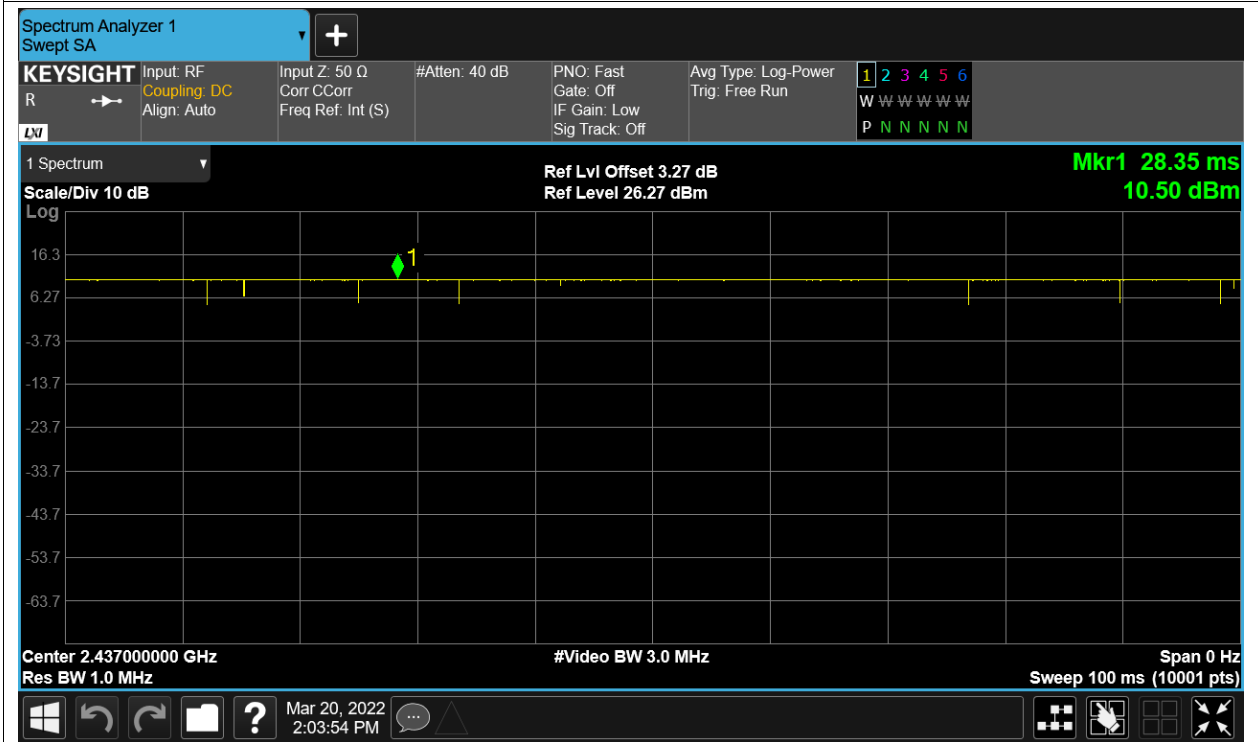 Spectrum Analyzer 1
Swept SA
▼
+
KEYSIGHT Input: RF Input Z: 50 Ω #Atten: 40 dB PNO: Fast Avg Type: Log-Power 1 2 3 4 5 6
R Coupling: DC Corr CCorr Gate: Off Trig: Free Run W W W W W W
Align: Auto Freq Ref: Int (S) IF Gain: Low
LXI Sig Track: Off P N N N N N
1 Spectrum ▼ Ref Lvl Offset 3.27 dB Mkr1 28.35 ms
Scale/Div 10 dB Ref Level 26.27 dBm 10.50 dBm
Log
16.3
1
6.27
-3.73
-13.7
-23.7
-33.7
-43.7
-53.7
-63.7
Center 2.437000000 GHz #Video BW 3.0 MHz Span 0 Hz
Res BW 1.0 MHz Sweep 100 ms (10001 pts)
? Mar 20, 2022
2:03:54 PM